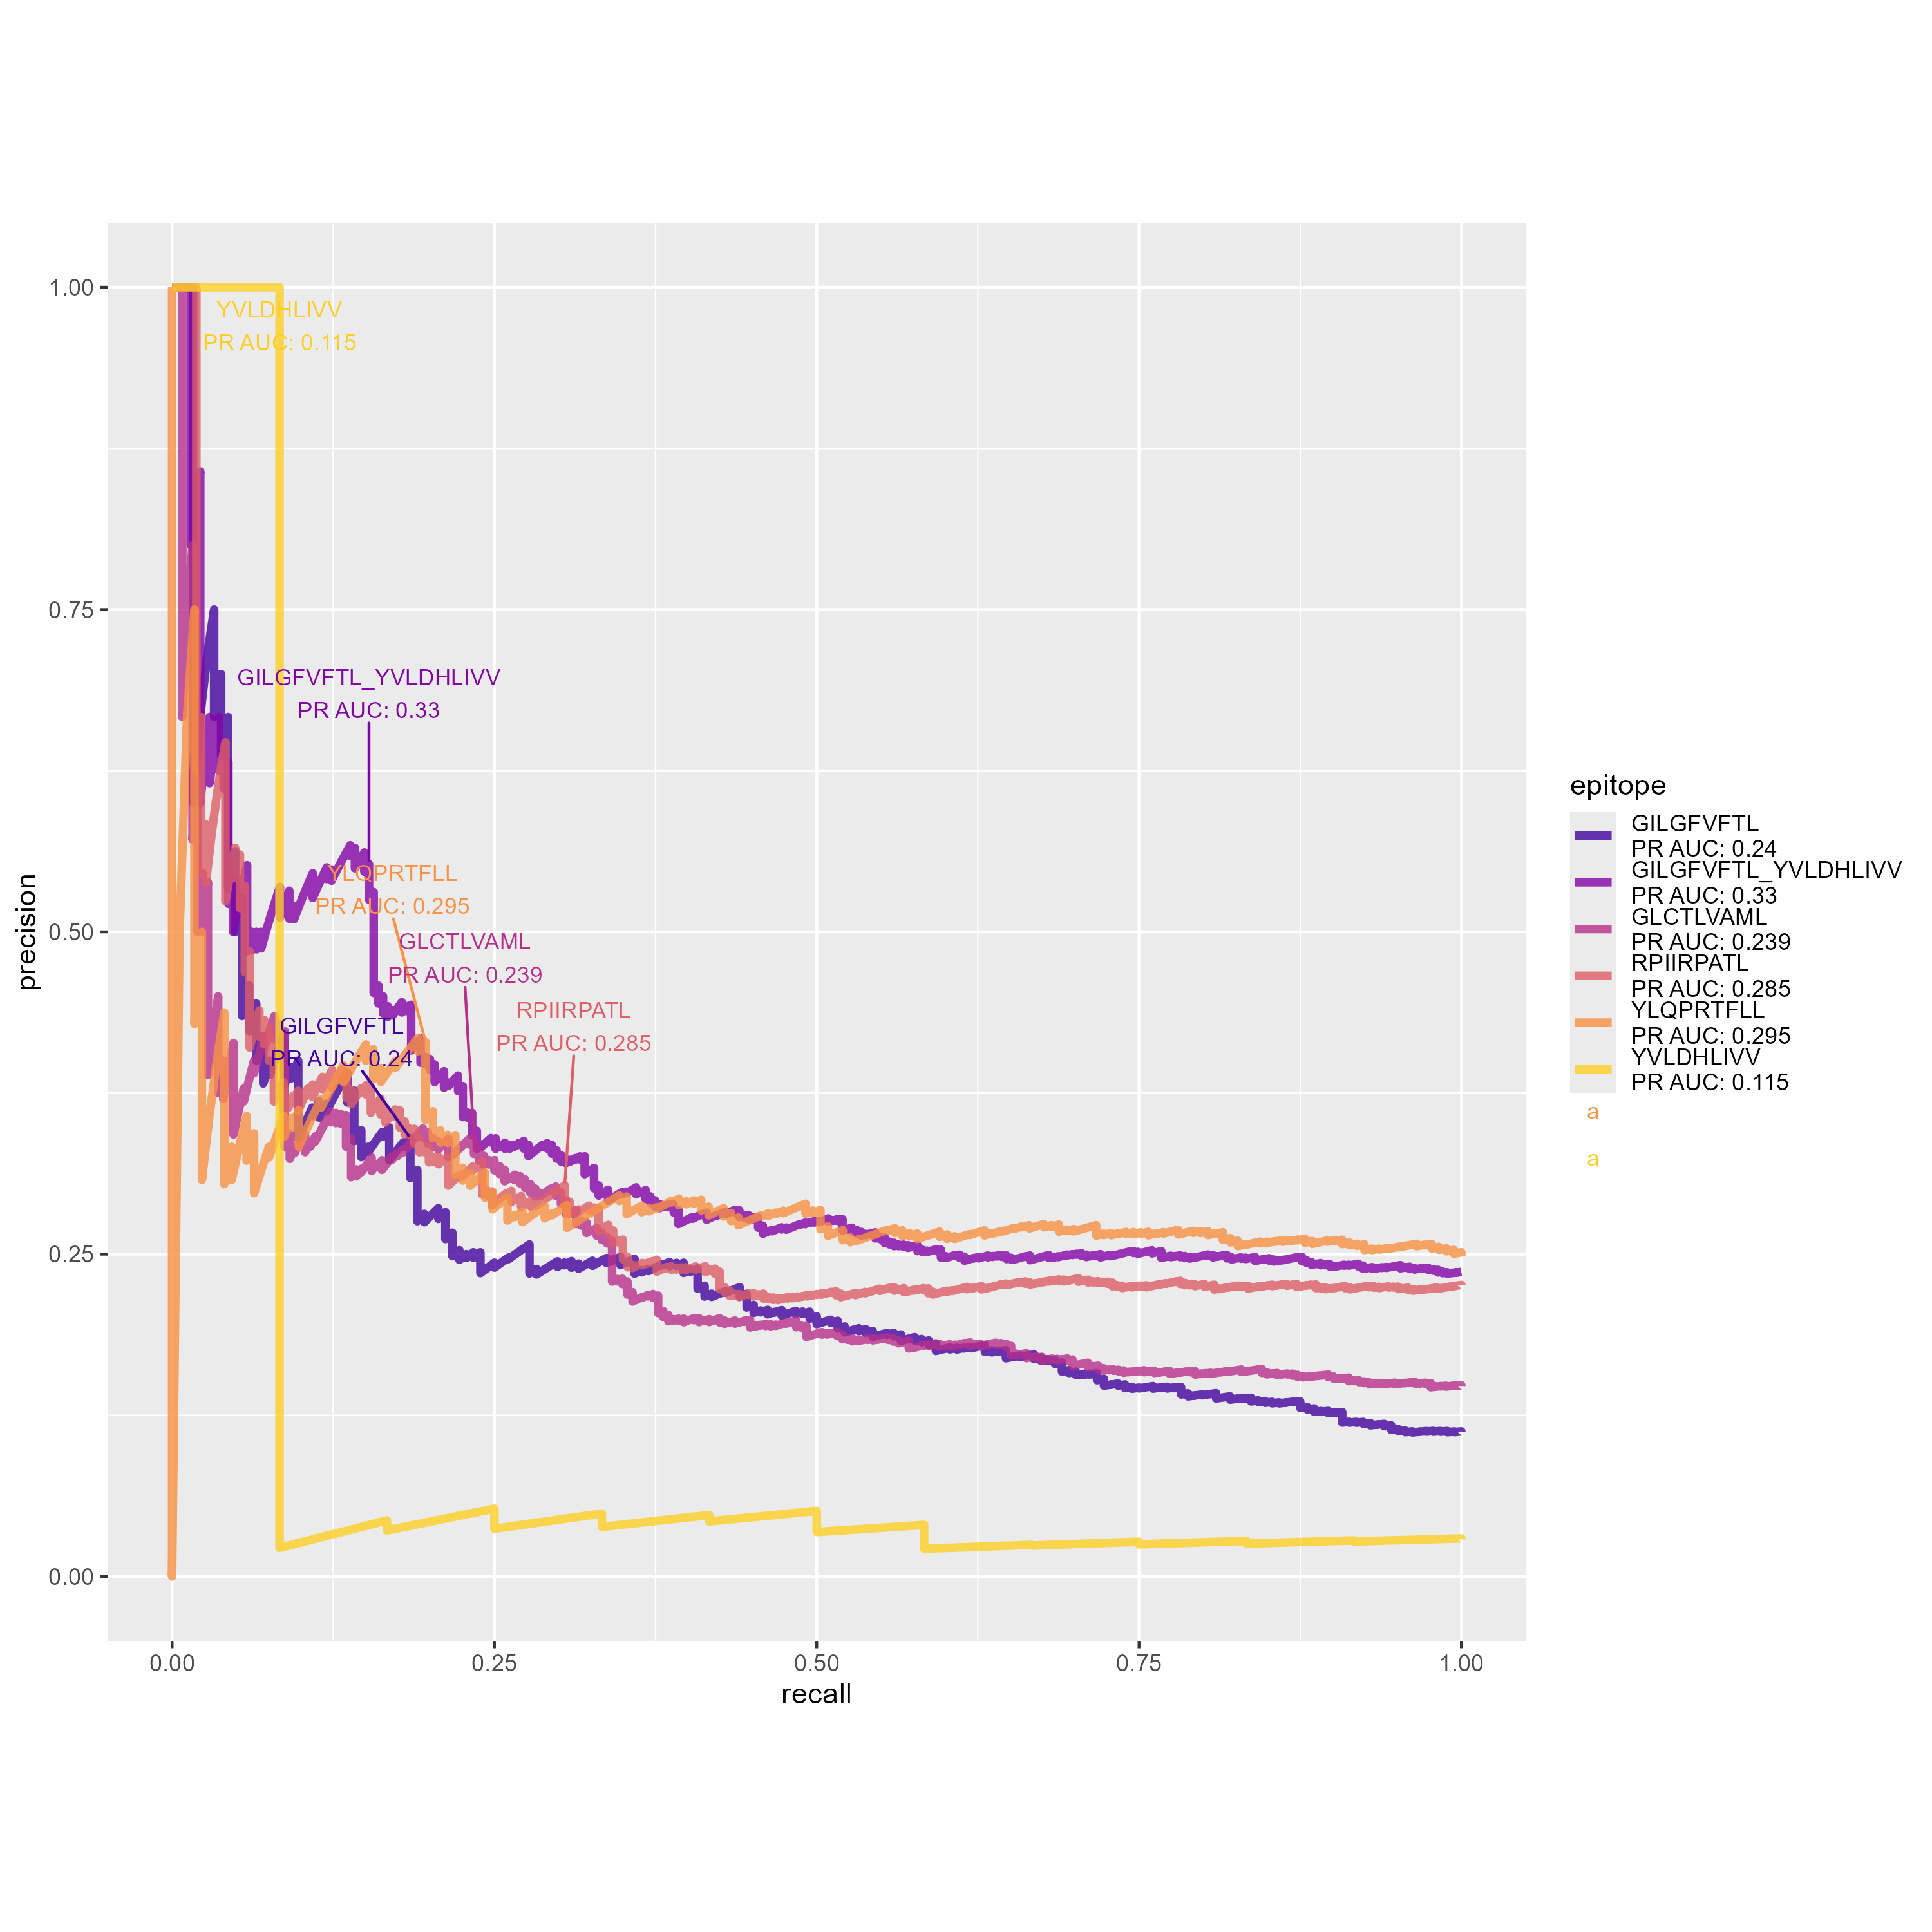 1.00
0.75
0.50
0.25
0.00
precision
YVLDHLIVV
PR AUC: 0.115
GILGFVFTL_YVLDHLIVV
PR AUC: 0.33
YLQPRTFLL
PR AUC: 0.295
GLCTLVAML
PR AUC: 0.239
RPIIRPATL
PR AUC: 0.285
GILGFVFTL
PR AUC: 0.24
0.00 0.25 0.50 0.75 1.00
recall
epitope
GILGFVFTL
PR AUC: 0.24
GILGFVFTL_YVLDHLIVV
PR AUC: 0.33
GLCTLVAML
PR AUC: 0.239
RPIIRPATL
PR AUC: 0.285
YLQPRTFLL
PR AUC: 0.295
YVLDHLIVV
PR AUC: 0.115
a
a